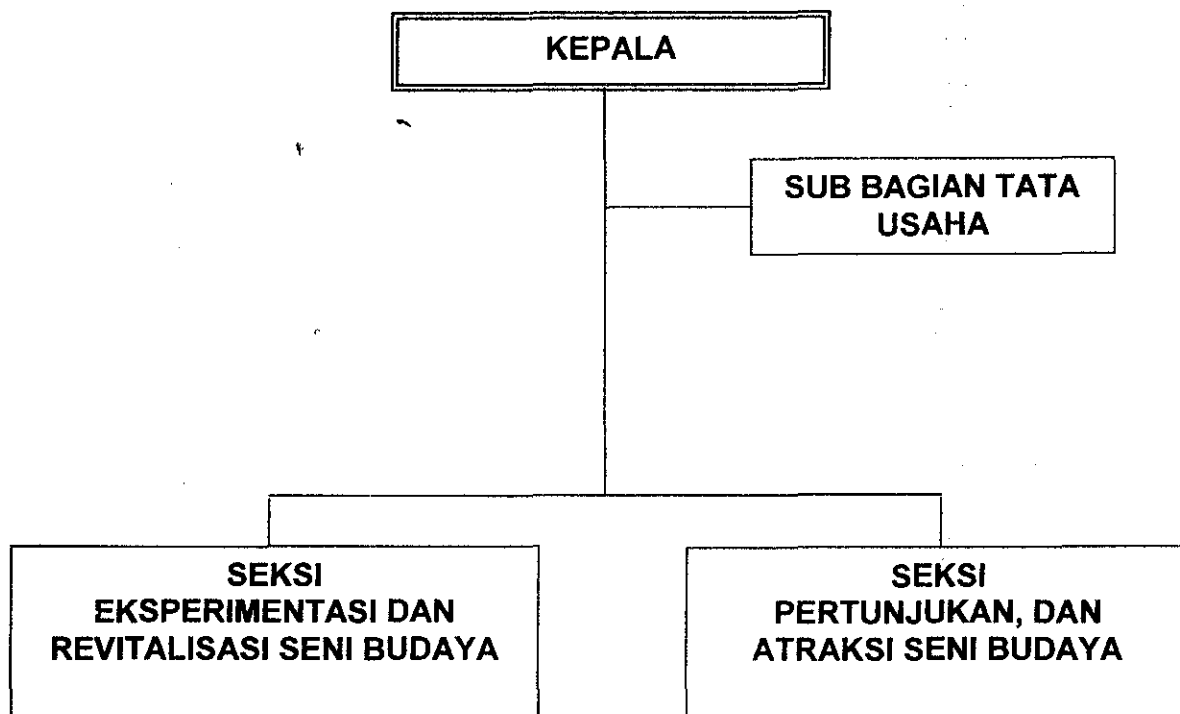 KEPALA
SUB BAGIAN TATA
USAHA
SEKSI
EKSPERIMENTASI DAN
REVITALISASI SENI BUDAYA
SEKSI
PERTUNJUKAN, DAN
ATRAKSI SENI BUDAYA